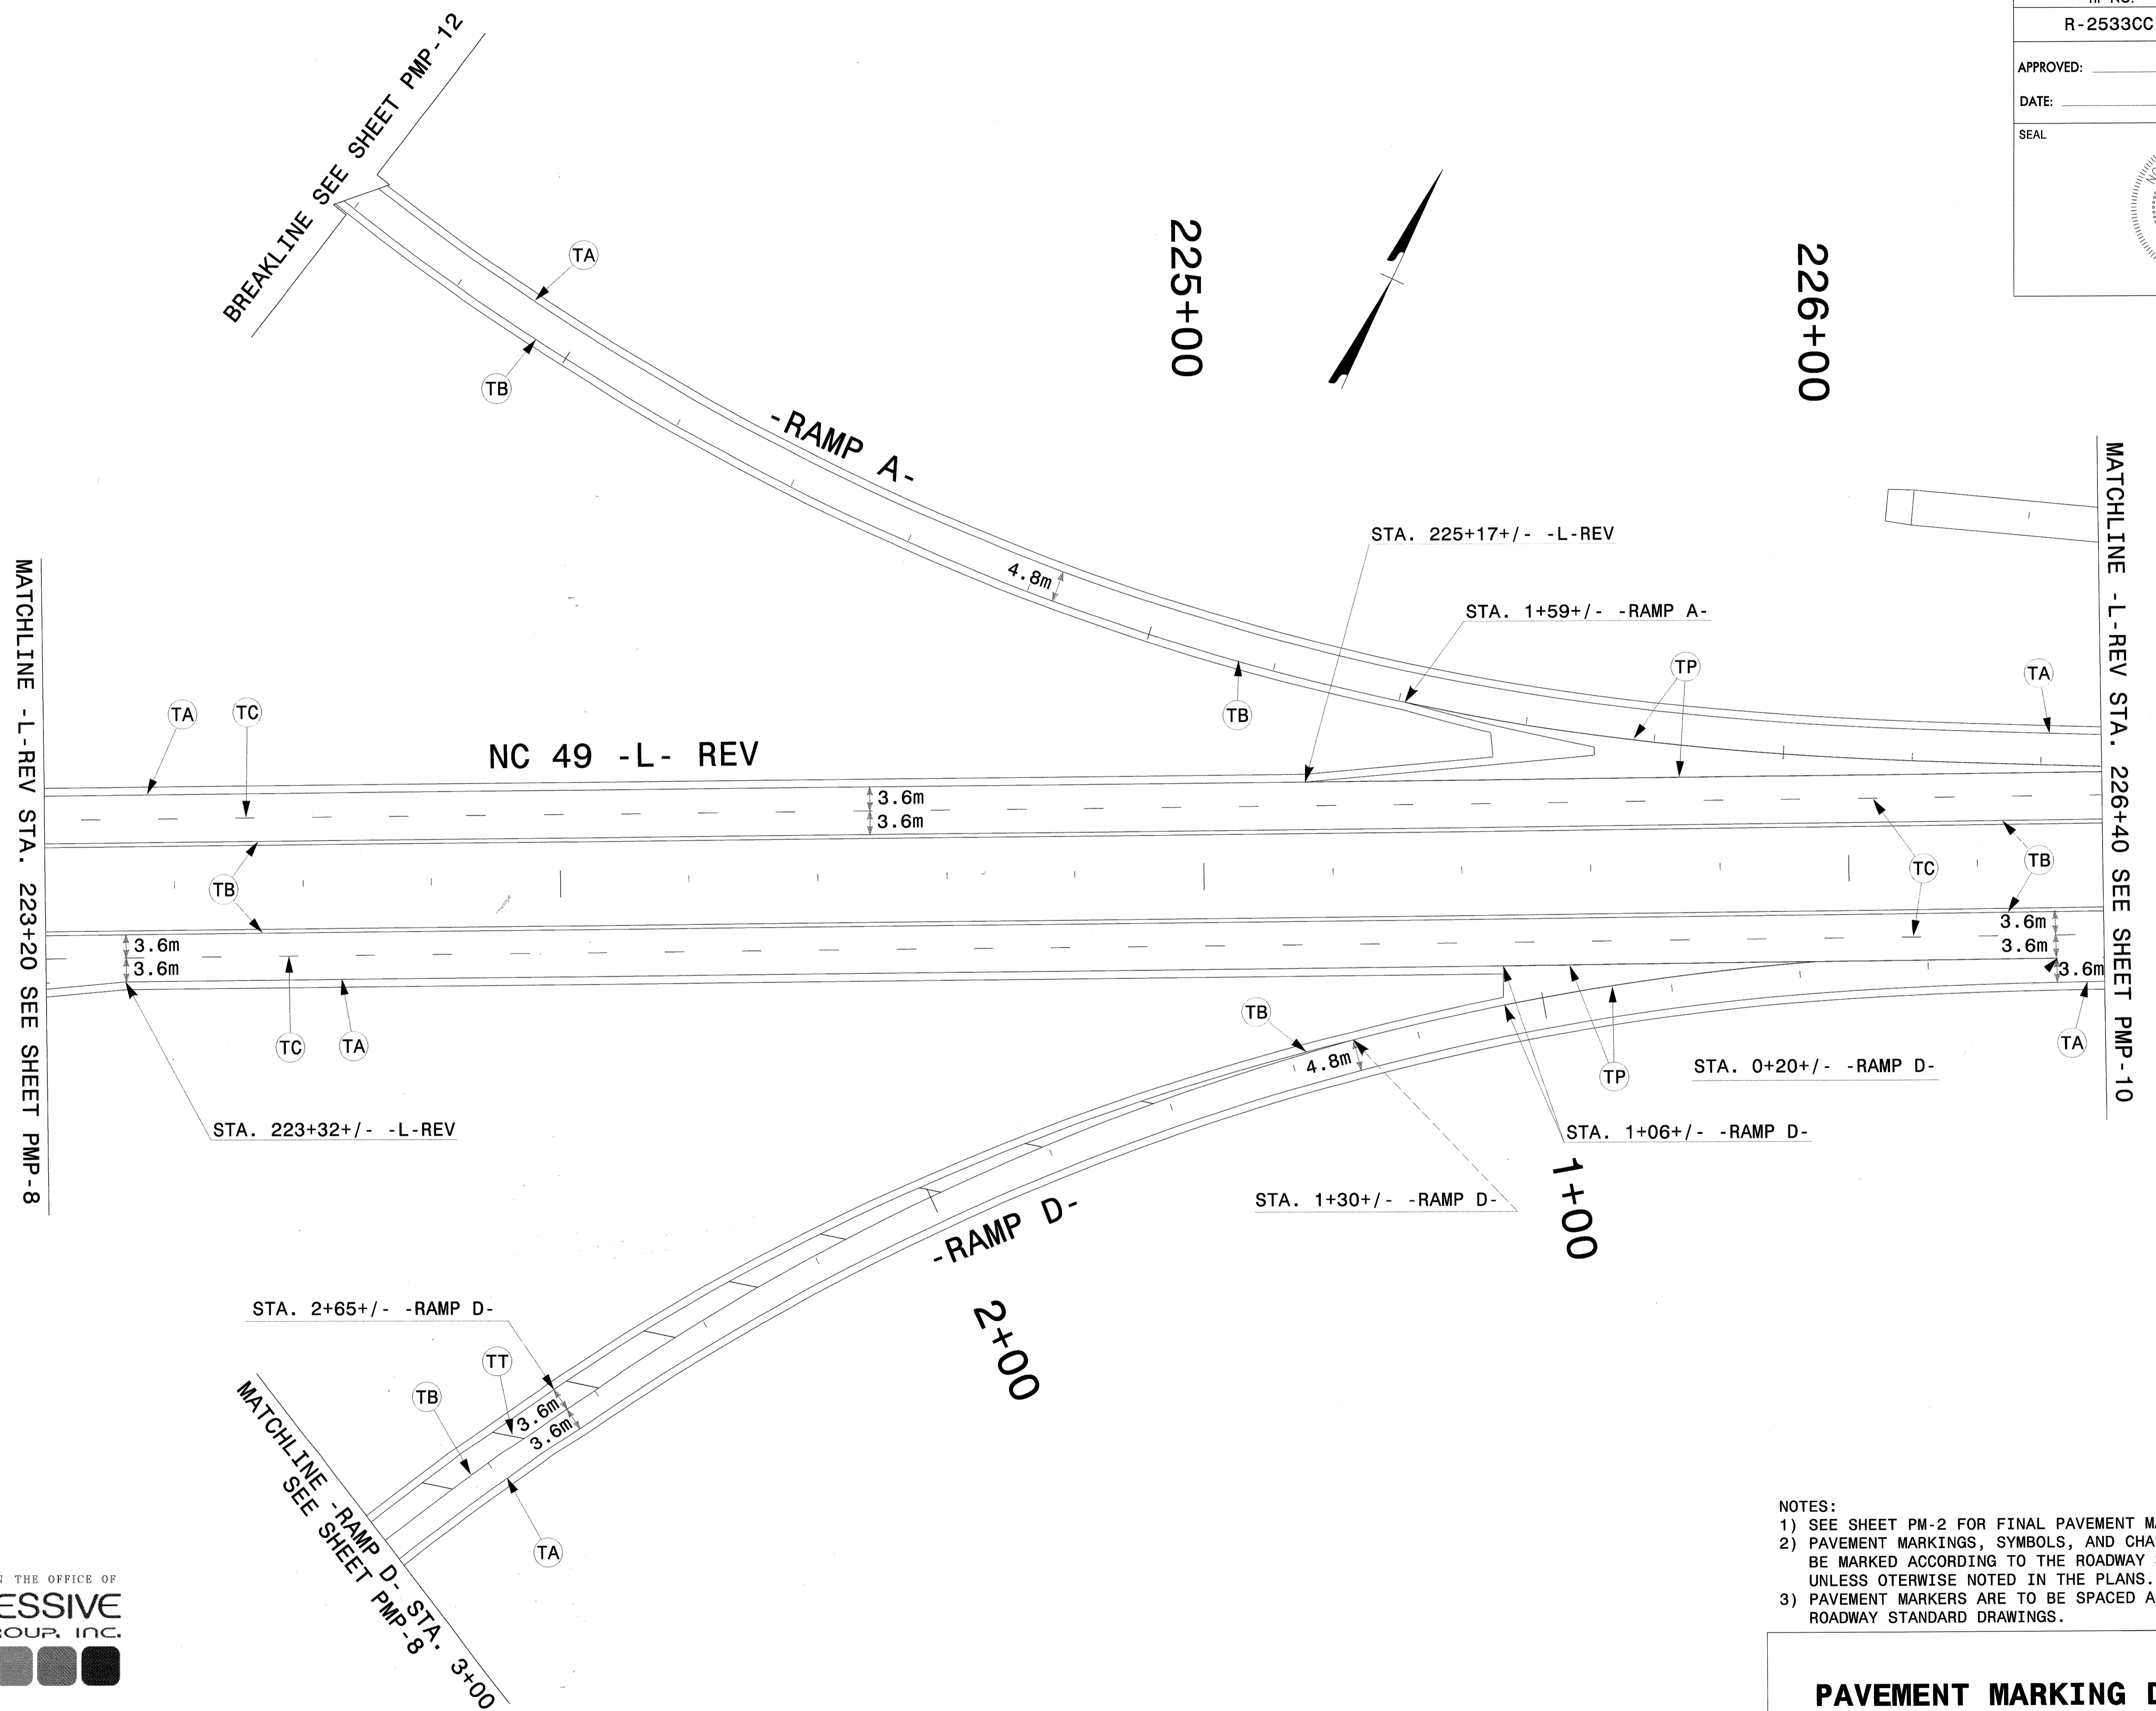 R-2533CC
APPROVED:
DATE:
SEAL
BREAKLINE SEE SHEET PMP-12
TA
TB
-RAMP A-
225+00
226+00
4.8m
STA. 225+17+/- -L-REV
STA. 1+59+/- -RAMP A-
TP
TA
TB
MATCHLINE -L-REV STA. 223+20 SEE SHEET PMP-8
MATCHLINE -L-REV STA. 226+40 SEE SHEET PMP-10
TA
TC
NC 49 -L- REV
3.6m
3.6m
TB
TC
TB
3.6m
3.6m
3.6m
3.6m
3.6m
TC
TA
TB
4.8m
TP
TA
STA. 0+20+/- -RAMP D-
STA. 223+32+/- -L-REV
STA. 1+06+/- -RAMP D-
1+00
STA. 1+30+/- -RAMP D-
-RAMP D-
2+00
STA. 2+65+/- -RAMP D-
TT
TB
3.6m
3.6m
TA
MATCHLINE -RAMP D- STA. 3+00
SEE SHEET PMP-8
NOTES:
1) SEE SHEET PM-2 FOR FINAL PAVEMENT
2) PAVEMENT MARKINGS, SYMBOLS, AND
BE MARKED ACCORDING TO THE ROADWAY
UNLESS OTERWISE NOTED IN THE PLANS.
3) PAVEMENT MARKERS ARE TO BE SPACED
ROADWAY STANDARD DRAWINGS.
THE OFFICE OF
ESSIVE
ROUP, INC.
PAVEMENT MARKING